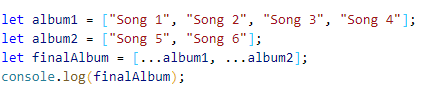 let album1 = ["Song 1", "Song 2", "Song 3", "Song 4"];
let album2 = ["Song 5", "Song 6"];
let finalAlbum = [...album1, ...album2];
console.log(finalAlbum);